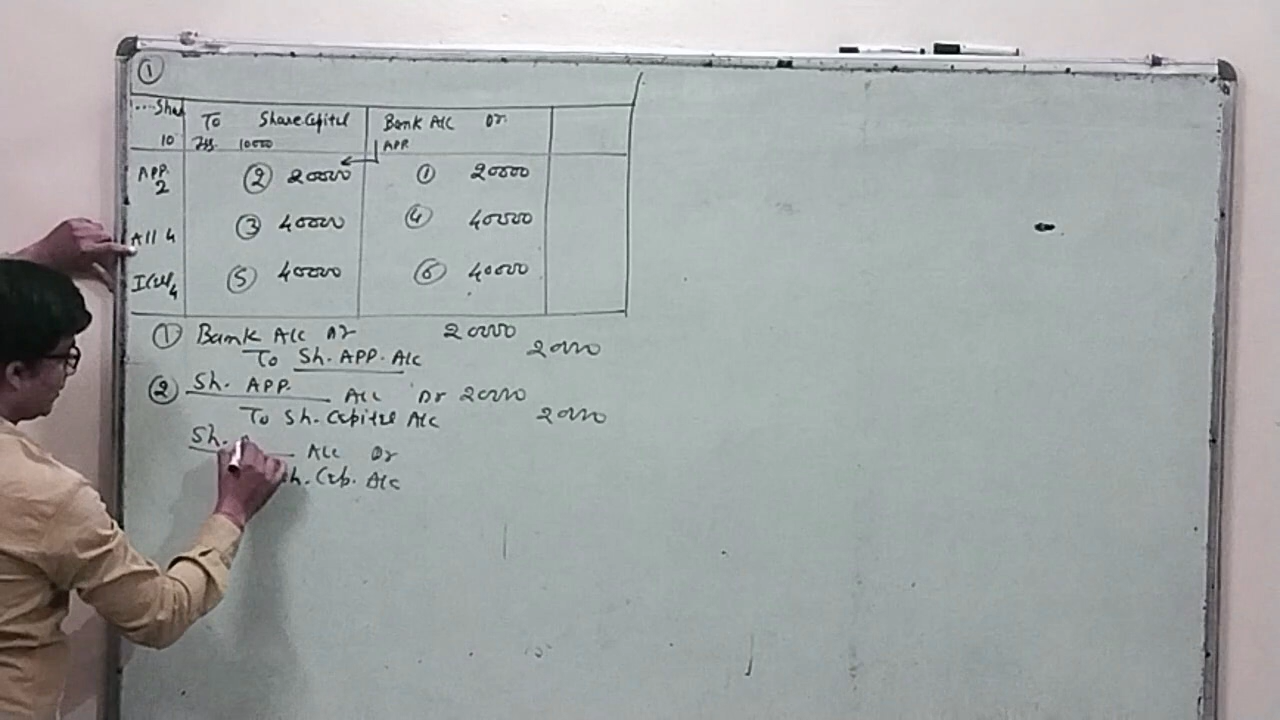 ①
...Sha To Share Capital Bank A/c Dr
10 Iss. 10000 APP.
APP. 2 ② 20000 ① 20000
All 4 ③ 40000 ④ 40000
I Call 4 ⑤ 40000 ⑥ 40000
① Bank A/c Dr 20000
To Sh. APP. A/c 20000
② Sh. APP. A/c Dr 20000
To Sh. Capital A/c 20000
Sh. A/c Dr
Sh. Cap. A/c